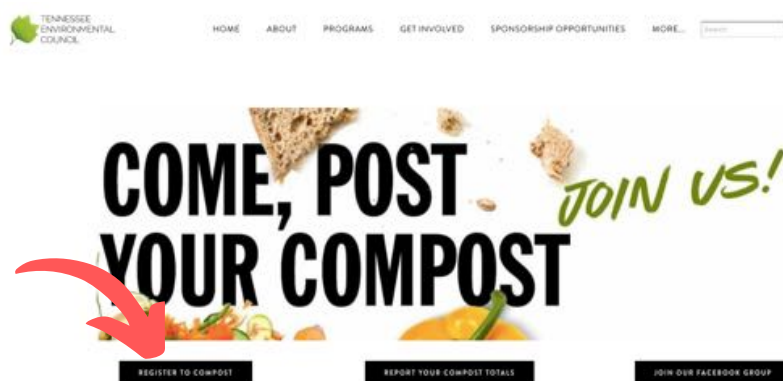 TENNESSEE
ENVIRONMENTAL
COUNCIL
HOME ABOUT PROGRAMS GET INVOLVED SPONSORSHIP OPPORTUNITIES MORE... Search
COME, POST
YOUR COMPOST
JOIN US!
REGISTER TO COMPOST REPORT YOUR COMPOST TOTALS JOIN OUR FACEBOOK GROUP